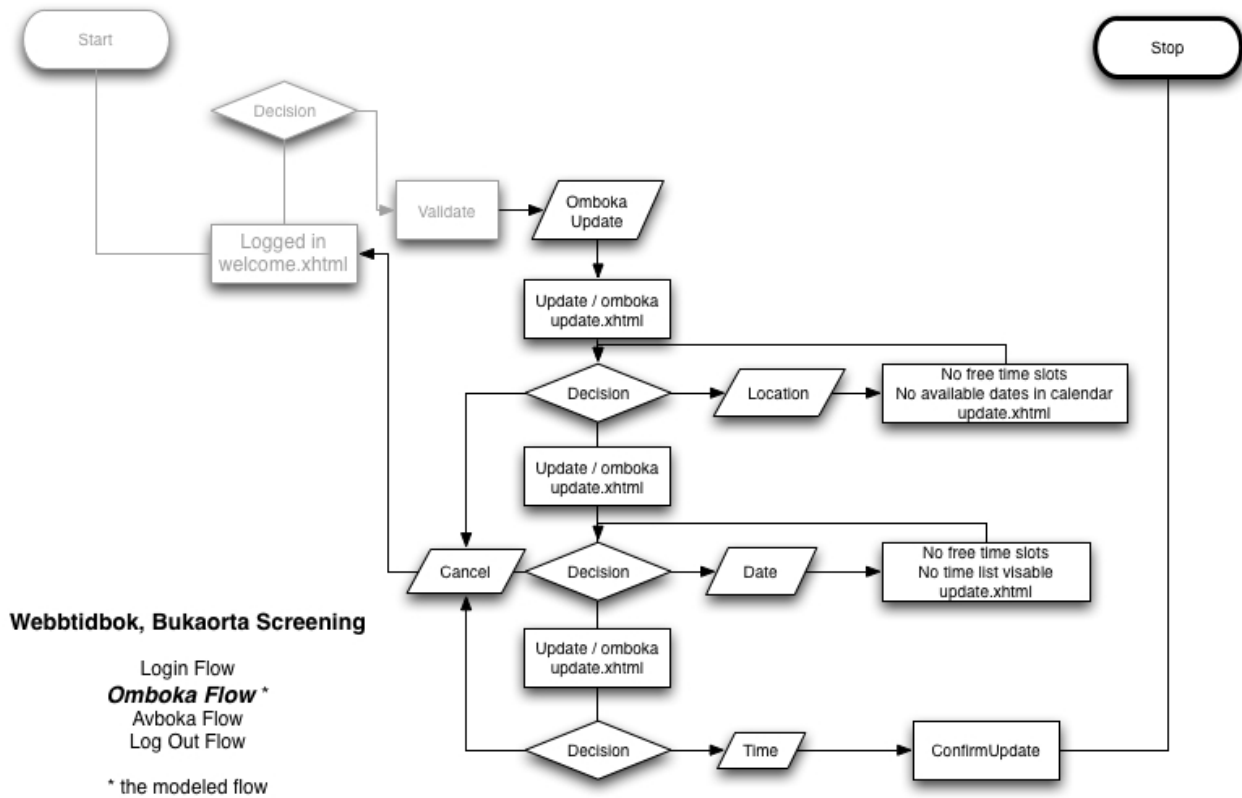 Start
Stop
Decision
Validate
Omboka
Update
Logged in
welcome.xhtml
Update / omboka
update.xhtml
Decision
Location
No free time slots
No available dates in calendar
update.xhtml
Update / omboka
update.xhtml
Cancel
Decision
Date
No free time slots
No time list visable
update.xhtml
Webbtidbok, Bukaorta Screening
Login Flow
Omboka Flow *
Avboka Flow
Log Out Flow
* the modeled flow
Update / omboka
update.xhtml
Decision
Time
ConfirmUpdate